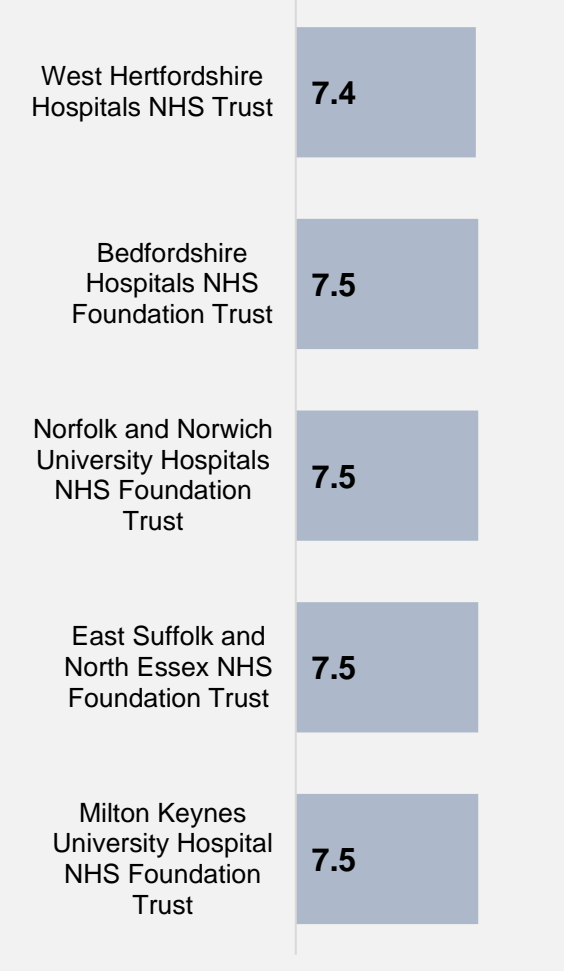 West Hertfordshire
Hospitals NHS Trust
7.4
Bedfordshire
Hospitals NHS
Foundation Trust
7.5
Norfolk and Norwich
University Hospitals
NHS Foundation
Trust
7.5
East Suffolk and
North Essex NHS
Foundation Trust
7.5
Milton Keynes
University Hospital
NHS Foundation
Trust
7.5